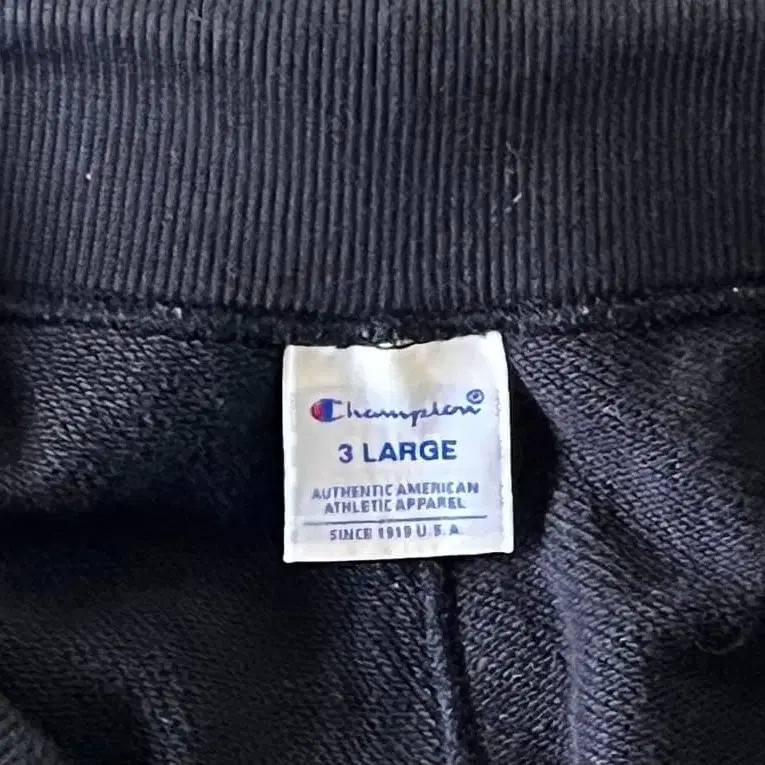 Champion®
3 LARGE
AUTHENTIC AMERICAN
ATHLETIC APPAREL
SINCE 1919 U.S.A.